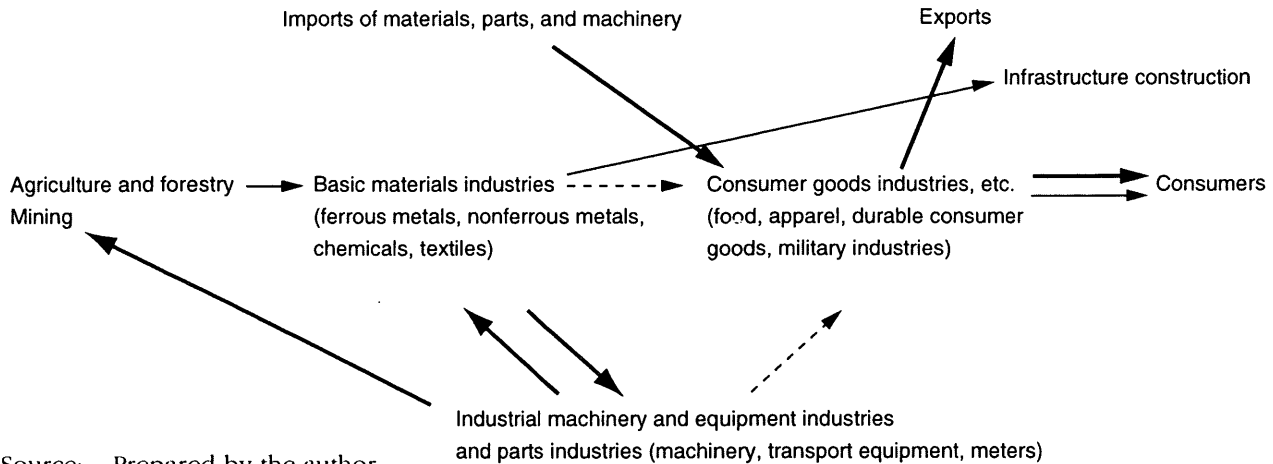 Imports of materials, parts, and machinery
Exports
Infrastructure construction
Agriculture and forestry
Mining
Basic materials industries
(ferrous metals, nonferrous metals,
chemicals, textiles)
Consumer goods industries, etc.
(food, apparel, durable consumer
goods, military industries)
Consumers
Industrial machinery and equipment industries
and parts industries (machinery, transport equipment, meters)
Source: Prepared by the author